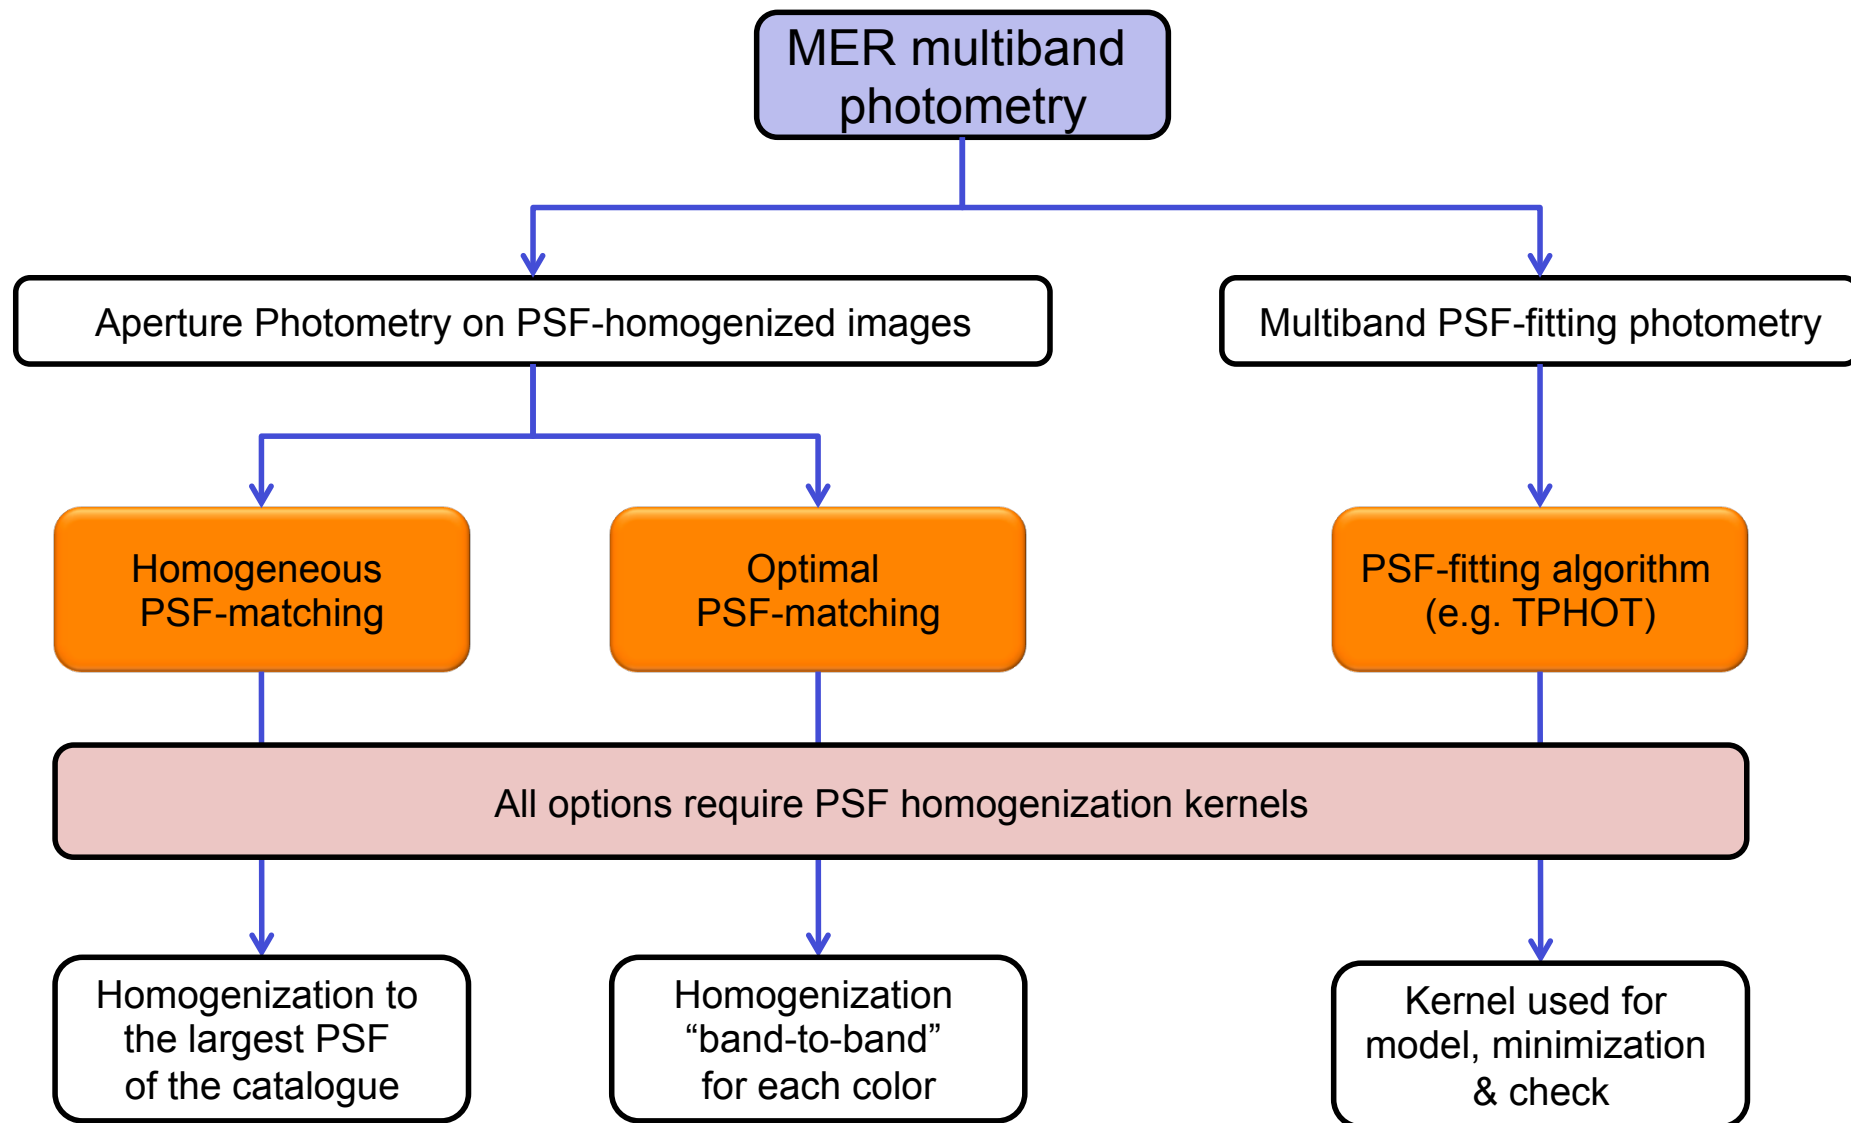 MER multiband
photometry
Aperture Photometry on PSF-homogenized images
Multiband PSF-fitting photometry
Homogeneous
PSF-matching
Optimal
PSF-matching
PSF-fitting algorithm
(e.g. TPHOT)
All options require PSF homogenization kernels
Homogenization to
the largest PSF
of the catalogue
Homogenization
“band-to-band”
for each color
Kernel used for
model, minimization
& check